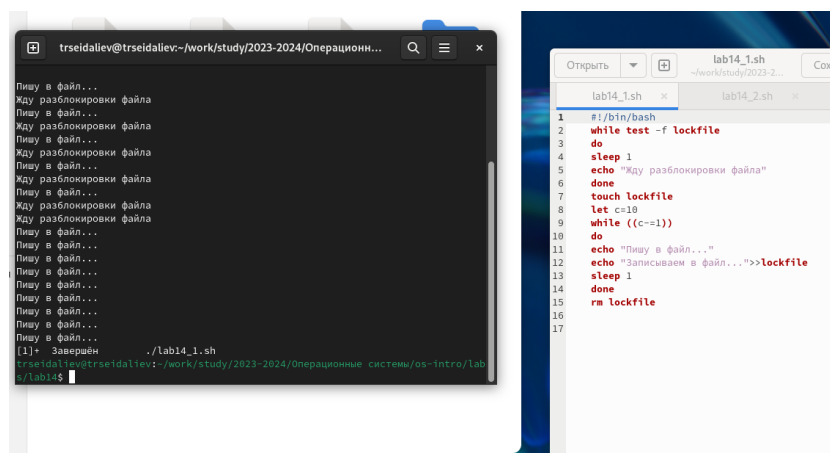 trseidaliev@trseidaliev:~/work/study/2023-2024/Операционн...
Пишу в файл...
Жду разблокировки файла
Пишу в файл...
Жду разблокировки файла
Пишу в файл...
Жду разблокировки файла
Пишу в файл...
Жду разблокировки файла
Пишу в файл...
Жду разблокировки файла
Жду разблокировки файла
Пишу в файл...
Пишу в файл...
Пишу в файл...
Пишу в файл...
Пишу в файл...
Пишу в файл...
Пишу в файл...
Пишу в файл...
Пишу в файл...
[1]+ Завершён ./lab14_1.sh
trseidaliev@trseidaliev:~/work/study/2023-2024/Операционные системы/os-intro/lab
s/lab14$
Открыть
lab14_1.sh
~/work/study/2023-2...
Сох
lab14_1.sh
lab14_2.sh
1 #!/bin/bash
2 while test -f lockfile
3 do
4 sleep 1
5 echo "Жду разблокировки файла"
6 done
7 touch lockfile
8 let c=10
9 while ((c-=1))
10 do
11 echo "Пишу в файл..."
12 echo "Записываем в файл...">>lockfile
13 sleep 1
14 done
15 rm lockfile
16
17